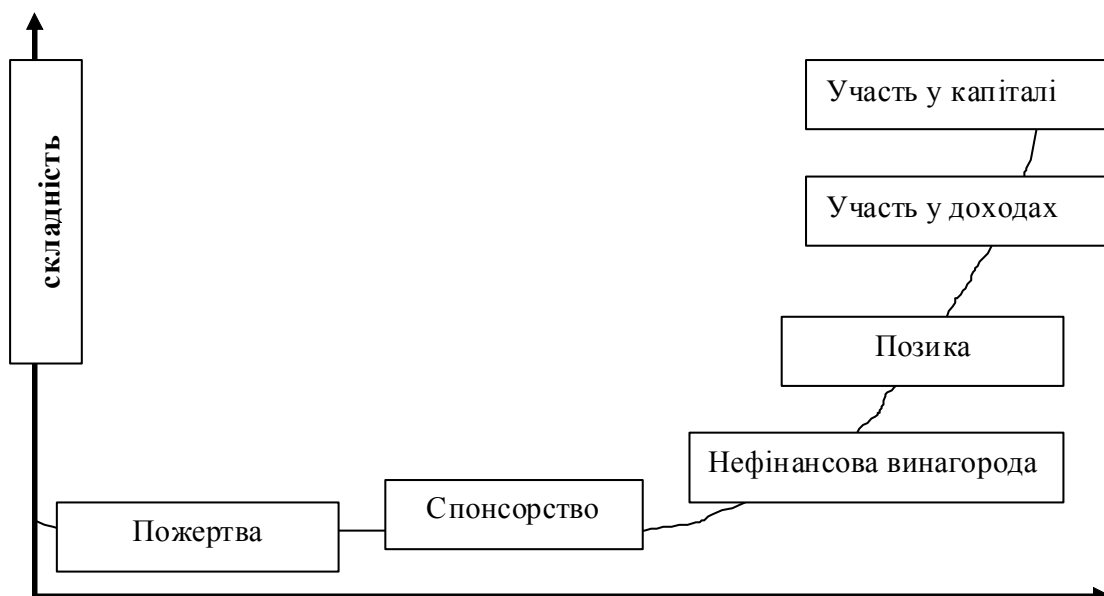 складність
Участь у капіталі
Участь у доходах
Позика
Нефінансова винагорода
Спонсорство
Пожертва